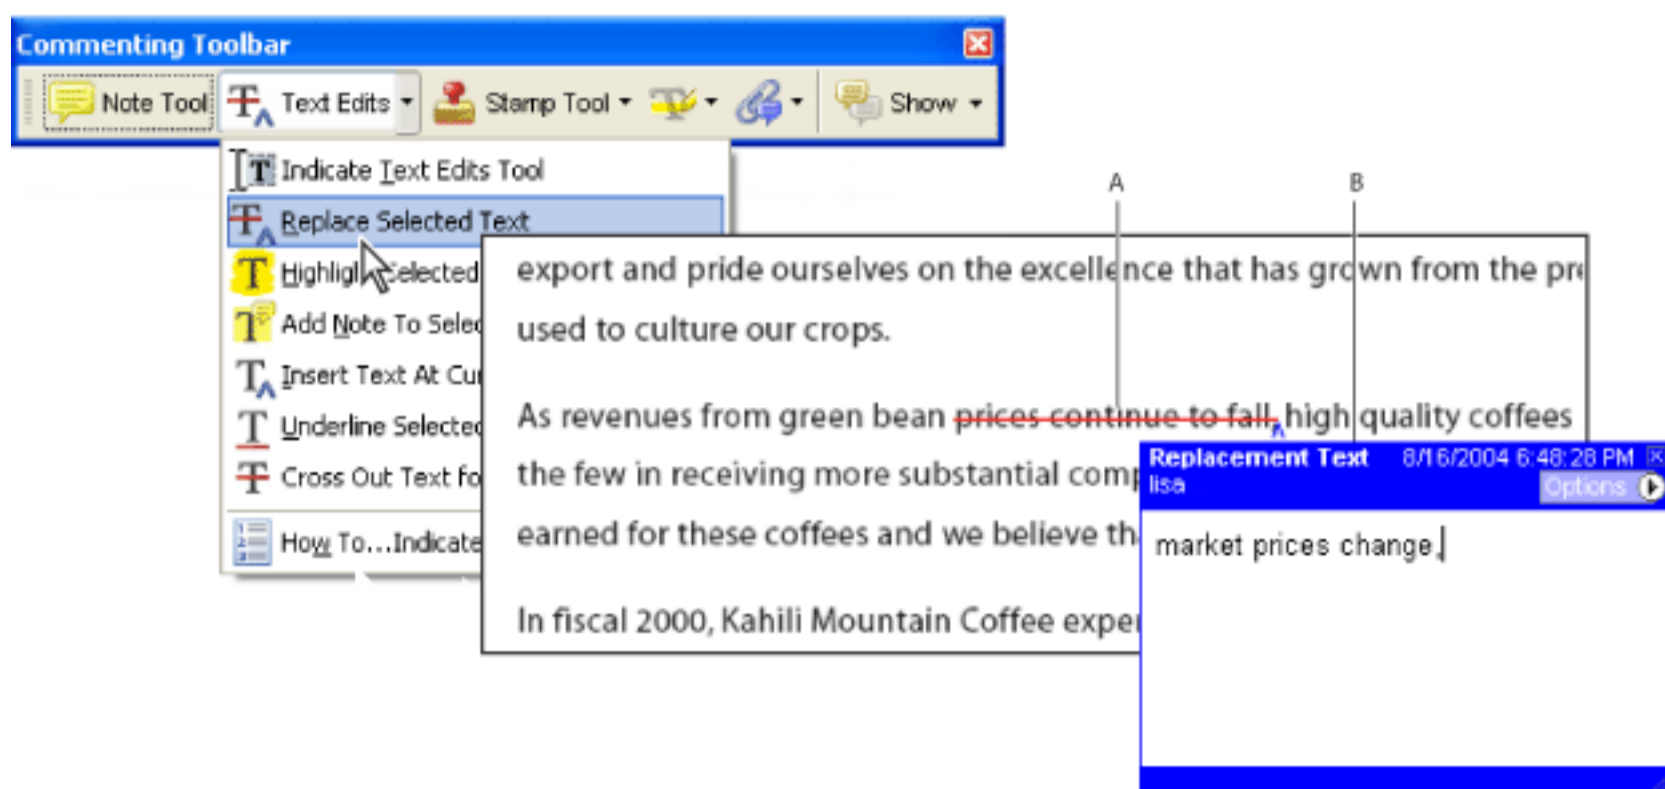 Commenting Toolbar
Note Tool Text Edits Stamp Tool Show
Indicate Text Edits Tool
Replace Selected Text
Highlight Selected
Add Note To Selec
Insert Text At Cu
Underline Selected
Cross Out Text fo
How To...Indicate
A B
export and pride ourselves on the excellence that has grown from the pre
used to culture our crops.
As revenues from green bean prices continue to fall, high quality coffees
the few in receiving more substantial comp
earned for these coffees and we believe tha
In fiscal 2000, Kahili Mountain Coffee exper
Replacement Text 8/16/2004 6:48:28 PM
lisa
Options
market prices change,